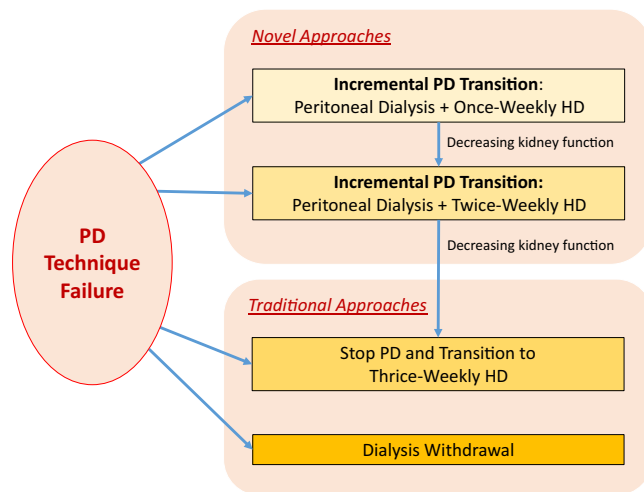 Novel Approaches
Incremental PD Transition:
Peritoneal Dialysis + Once-Weekly HD
Decreasing kidney function
Incremental PD Transition:
Peritoneal Dialysis + Twice-Weekly HD
Decreasing kidney function
PD
Technique
Failure
Traditional Approaches
Stop PD and Transition to
Thrice-Weekly HD
Dialysis Withdrawal